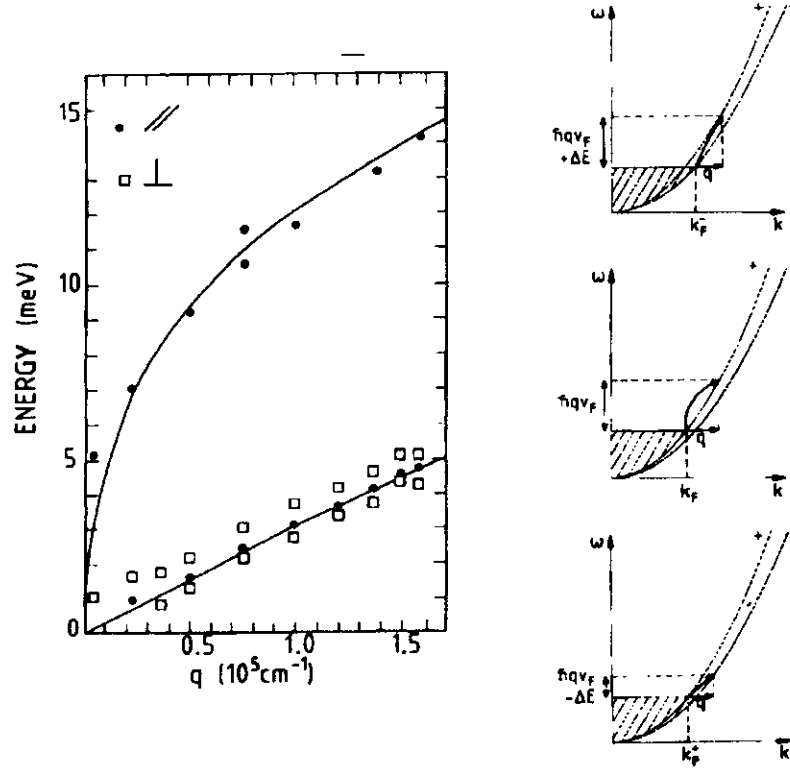 //
⊥
15
10
5
0
ENERGY (meV)
0.5 1.0 1.5
q (10⁵cm⁻¹)
ω
+
ħqv_F
+ΔE
q
k_F⁻
k
ω
+
ħqv_F
q
k_F
k
ω
+
ħqv_F
−ΔE
q
k_F⁺
k